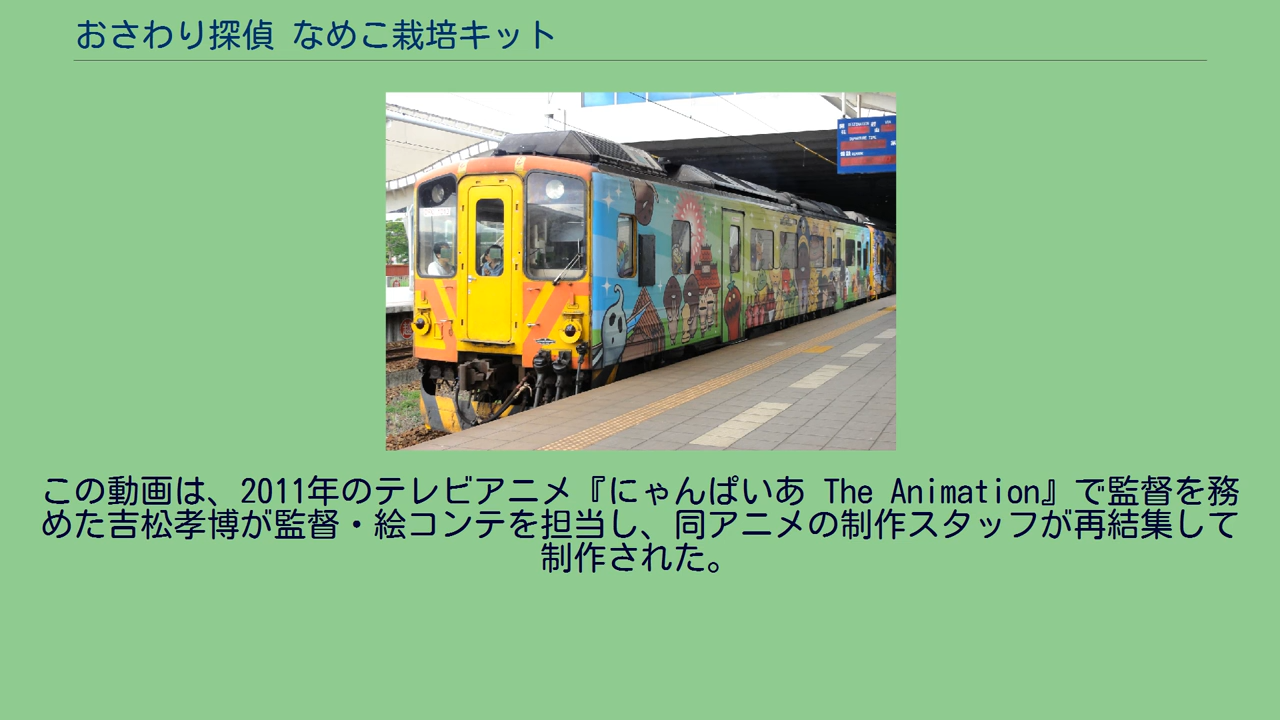 おさわり探偵 なめこ栽培キット
この動画は、2011年のテレビアニメ『にゃんぱいあ The Animation』で監督を務
めた吉松孝博が監督・絵コンテを担当し、同アニメの制作スタッフが再結集して
制作された。